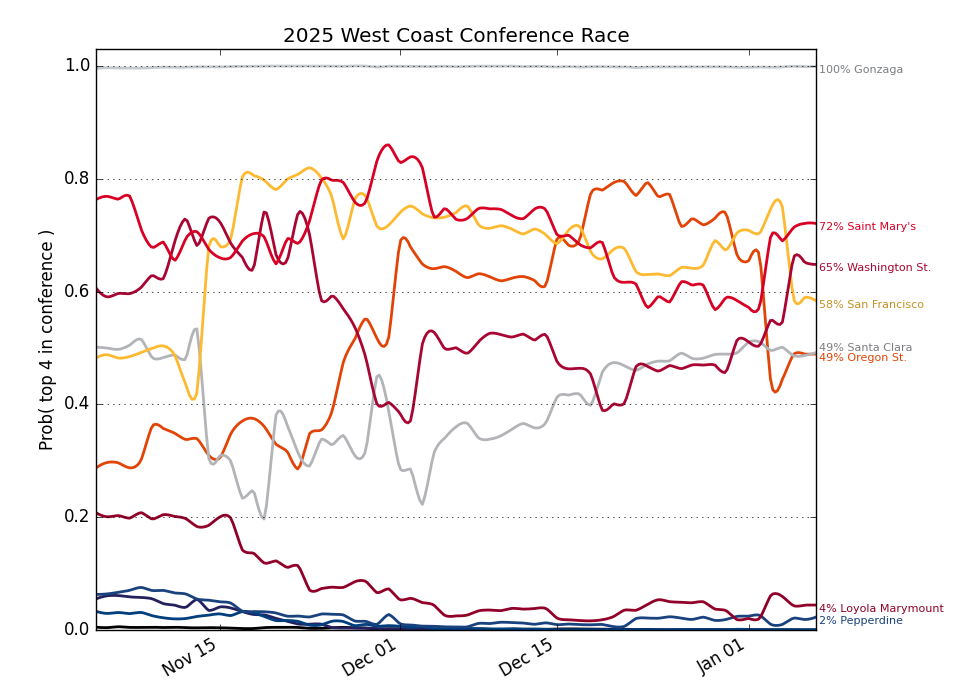 2025 West Coast Conference Race
Prob( top 4 in conference )
1.0
0.8
0.6
0.4
0.2
0.0
100% Gonzaga
72% Saint Mary's
65% Washington St.
58% San Francisco
49% Santa Clara
49% Oregon St.
4% Loyola Marymount
2% Pepperdine
Nov 15
Dec 01
Dec 15
Jan 01